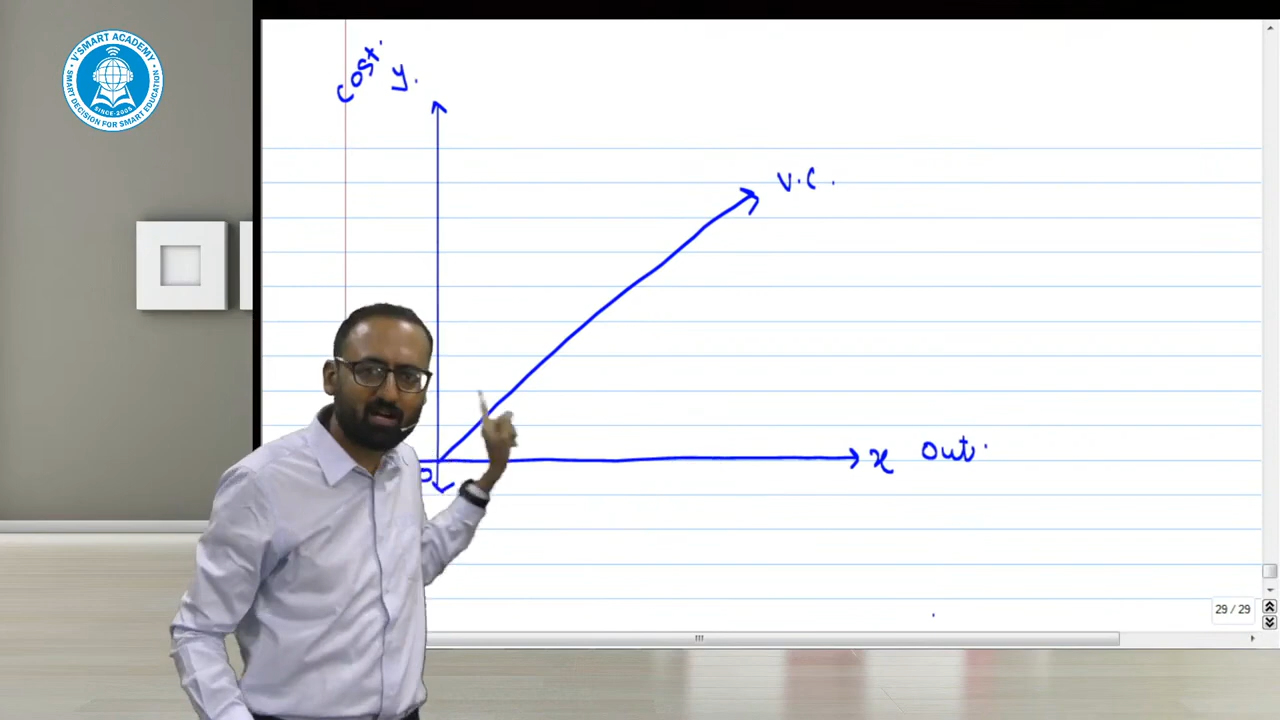 V'SMART ACADEMY
SINCE-2005
SMART DECISION FOR SMART EDUCATION
Cost.
y.
V.C.
O
x Out.
29 / 29